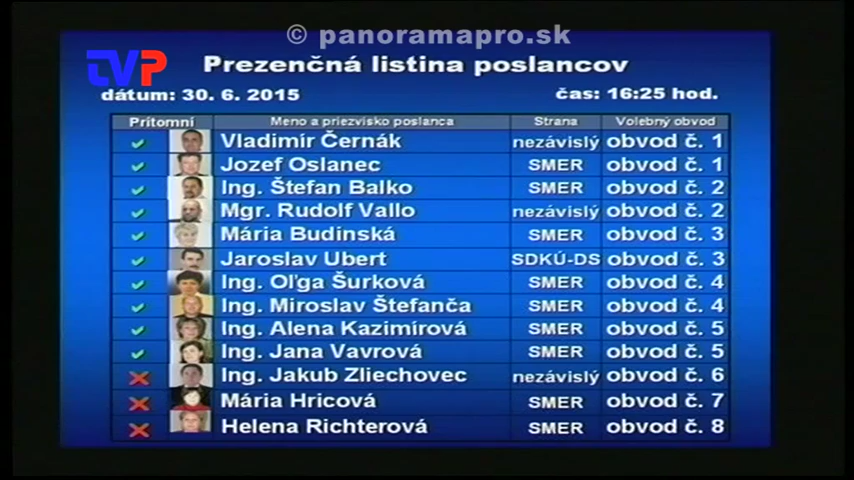 © panoramapro.sk
TVP
Prezenčná listina poslancov
dátum: 30. 6. 2015 čas: 16:25 hod.
Prítomní Meno a priezvisko poslanca Strana Volebný obvod
Vladimír Černák nezávislý obvod č. 1
Jozef Oslanec SMER obvod č. 1
Ing. Štefan Balko SMER obvod č. 2
Mgr. Rudolf Vallo nezávislý obvod č. 2
Mária Budinská SMER obvod č. 3
Jaroslav Ubert SDKÚ-DS obvod č. 3
Ing. Oľga Šurková SMER obvod č. 4
Ing. Miroslav Štefanča SMER obvod č. 4
Ing. Alena Kazimírová SMER obvod č. 5
Ing. Jana Vavrová SMER obvod č. 5
Ing. Jakub Zliechovec nezávislý obvod č. 6
Mária Hricová SMER obvod č. 7
Helena Richterová SMER obvod č. 8